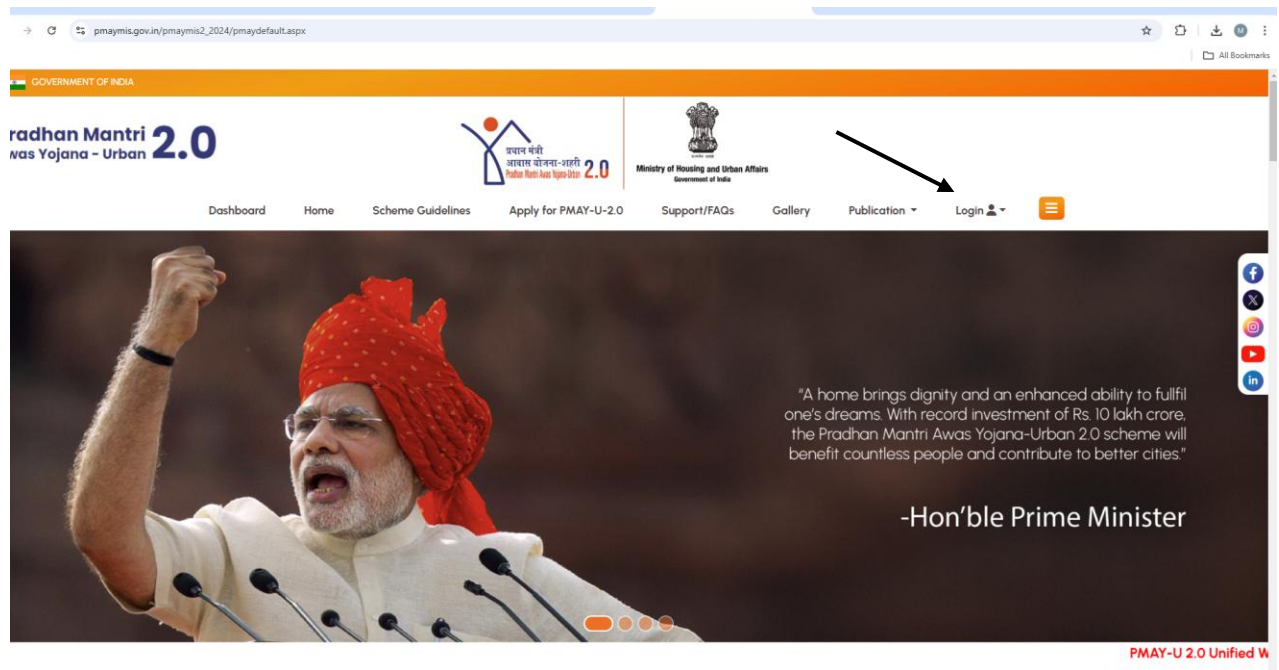 pmaymis.gov.in/pmaymis2_2024/pmaydefault.aspx
M
All Bookmarks
GOVERNMENT OF INDIA
radhan Mantri 2.0
was Yojana - Urban
प्रधान मंत्री
आवास योजना-शहरी 2.0
Pradhan Mantri Awas Yojana-Urban
Ministry of Housing and Urban Affairs
Government of India
Dashboard Home Scheme Guidelines Apply for PMAY-U-2.0 Support/FAQs Gallery Publication Login
"A home brings dignity and an enhanced ability to fullfil
one's dreams. With record investment of Rs. 10 lakh crore,
the Pradhan Mantri Awas Yojana-Urban 2.0 scheme will
benefit countless people and contribute to better cities."
-Hon'ble Prime Minister
PMAY-U 2.0 Unified W